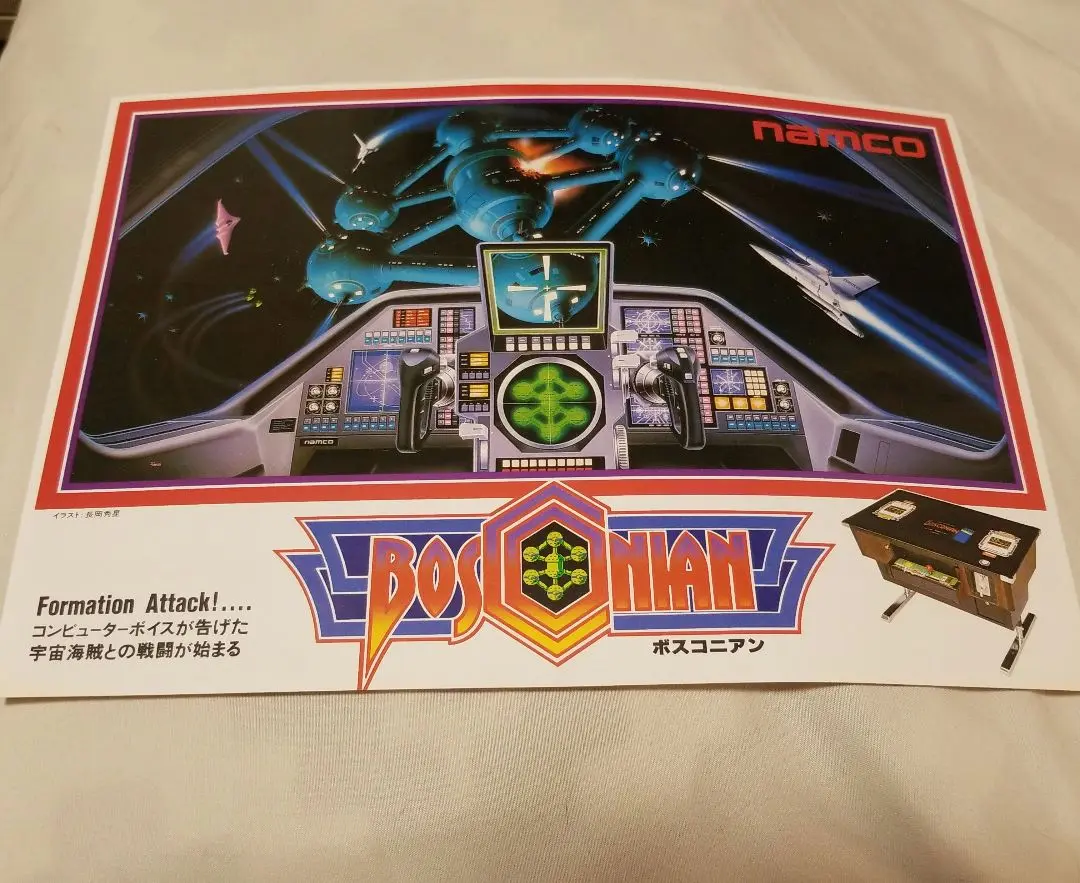 namco
namco
イラスト:長岡秀星
BOSCONIAN
ボスコニアン
Formation Attack!....
コンピューターボイスが告げた
宇宙海賊との戦闘が始まる